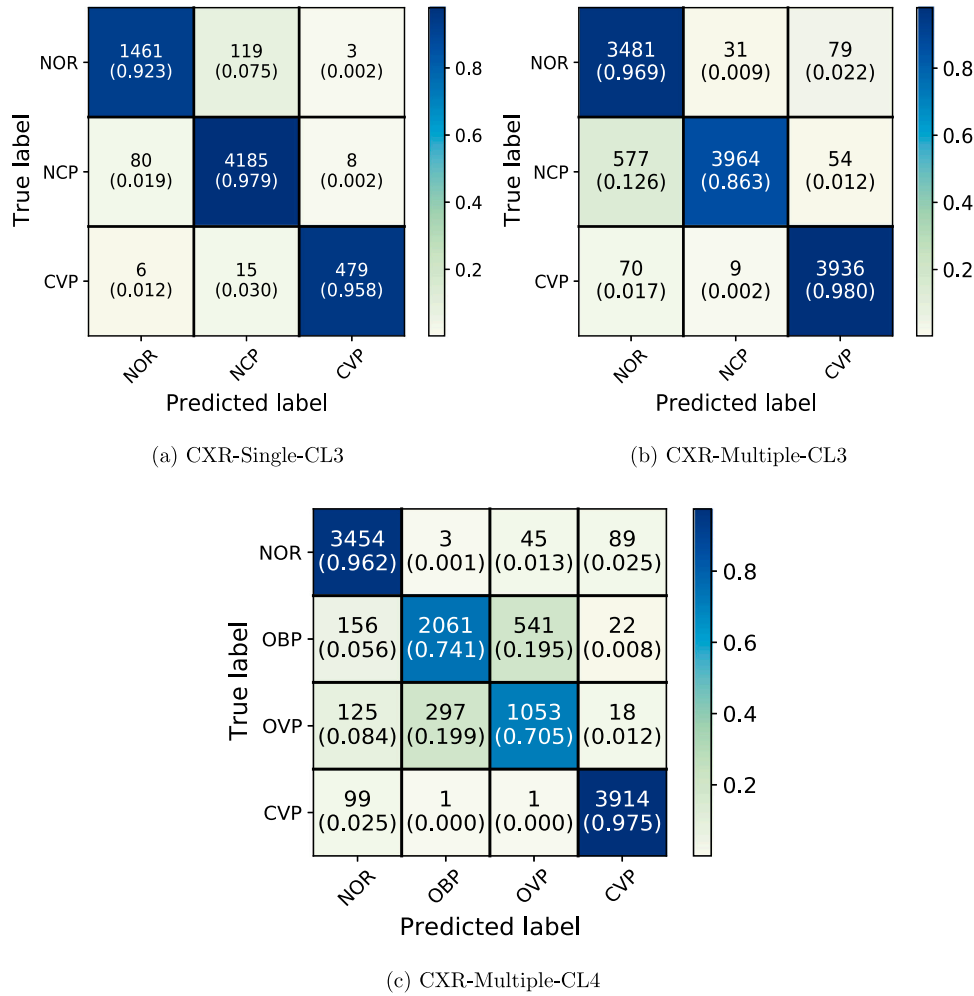 NOR
1461 119 3
(0.923) (0.075) (0.002)
NCP
80 4185 8
(0.019) (0.979) (0.002)
CVP
6 15 479
(0.012) (0.030) (0.958)
True label
NOR NCP CVP
Predicted label
0.8
0.6
0.4
0.2
(a) CXR-Single-CL3
NOR
3481 31 79
(0.969) (0.009) (0.022)
NCP
577 3964 54
(0.126) (0.863) (0.012)
CVP
70 9 3936
(0.017) (0.002) (0.980)
True label
NOR NCP CVP
Predicted label
0.8
0.6
0.4
0.2
(b) CXR-Multiple-CL3
NOR
3454 3 45 89
(0.962) (0.001) (0.013) (0.025)
OBP
156 2061 541 22
(0.056) (0.741) (0.195) (0.008)
OVP
125 297 1053 18
(0.084) (0.199) (0.705) (0.012)
CVP
99 1 1 3914
(0.025) (0.000) (0.000) (0.975)
True label
NOR OBP OVP CVP
Predicted label
0.8
0.6
0.4
0.2
(c) CXR-Multiple-CL4